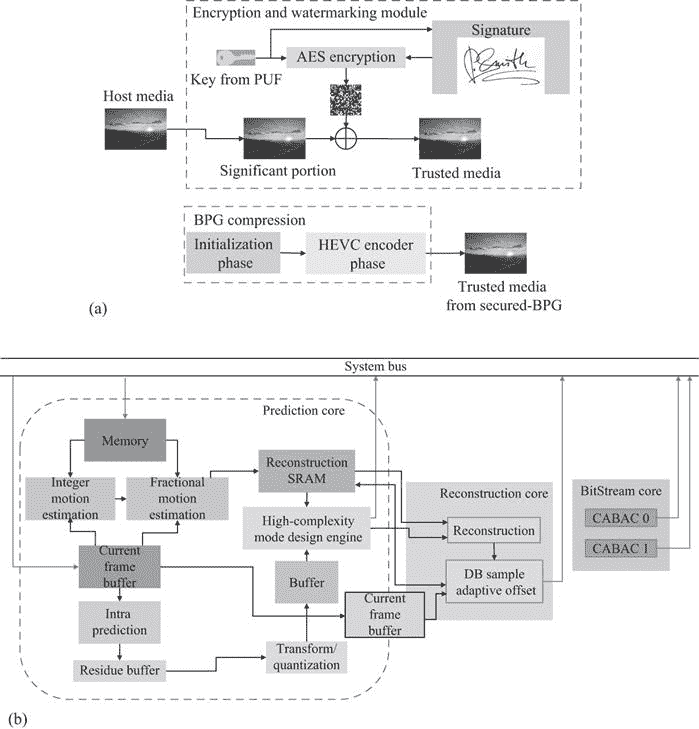 Encryption and watermarking module
Signature
AES encryption
Key from PUF
Host media
Significant portion
Trusted media
BPG compression
Initialization
phase
HEVC encoder
phase
Trusted media
from secured-BPG
(a)
System bus
Prediction core
Memory
Integer
motion
estimation
Fractional
motion
estimation
Reconstruction
SRAM
High-complexity
mode design engine
Current
frame
buffer
Buffer
Intra
prediction
Residue buffer
Transform/
quantization
Current
frame
buffer
Reconstruction core
Reconstruction
DB sample
adaptive offset
BitStream core
CABAC 0
CABAC 1
(b)